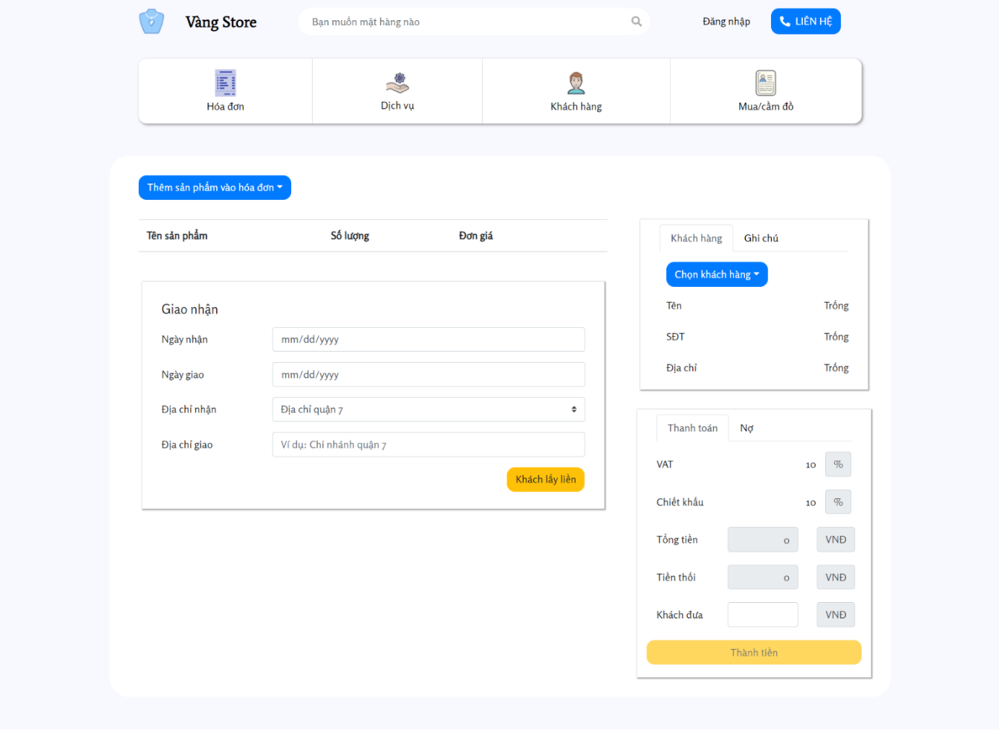 Vàng Store
Bạn muốn mặt hàng nào
Đăng nhập
LIÊN HỆ
Hóa đơn
Dịch vụ
Khách hàng
Mua/cầm đồ
Thêm sản phẩm vào hóa đơn
Tên sản phẩm Số lượng Đơn giá
Giao nhận
Ngày nhận mm/dd/yyyy
Ngày giao mm/dd/yyyy
Địa chỉ nhận Địa chỉ quận 7
Địa chỉ giao Ví dụ: Chi nhánh quận 7
Khách lấy liền
Khách hàng Ghi chú
Chọn khách hàng
Tên Trống
SĐT Trống
Địa chỉ Trống
Thanh toán Nợ
VAT 10 %
Chiết khấu 10 %
Tổng tiền 0 VNĐ
Tiền thối 0 VNĐ
Khách đưa VNĐ
Thành tiền